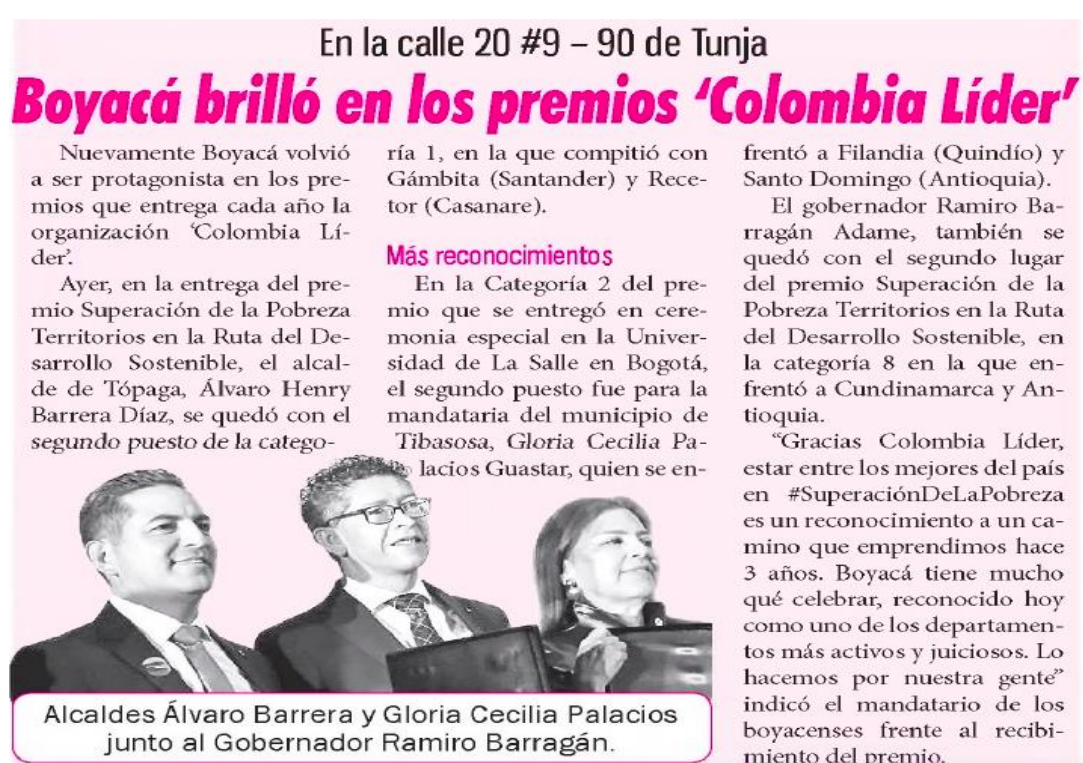 En la calle 20 #9 – 90 de Tunja
Boyacá brilló en los premios ‘Colombia Líder’
Nuevamente Boyacá volvió
a ser protagonista en los pre-
mios que entrega cada año la
organización ‘Colombia Lí-
der’.
Ayer, en la entrega del pre-
mio Superación de la Pobreza
Territorios en la Ruta del De-
sarrollo Sostenible, el alcal-
de de Tópaga, Álvaro Henry
Barrera Díaz, se quedó con el
segundo puesto de la catego-
ría 1, en la que compitió con
Gámbita (Santander) y Rece-
tor (Casanare).
Más reconocimientos
En la Categoría 2 del pre-
mio que se entregó en cere-
monia especial en la Univer-
sidad de La Salle en Bogotá,
el segundo puesto fue para la
mandataria del municipio de
Tibasosa, Gloria Cecilia Pa-
lacios Guastar, quien se en-
frentó a Filandia (Quindío) y
Santo Domingo (Antioquia).
El gobernador Ramiro Ba-
rragán Adame, también se
quedó con el segundo lugar
del premio Superación de la
Pobreza Territorios en la Ruta
del Desarrollo Sostenible, en
la categoría 8 en la que en-
frentó a Cundinamarca y An-
tioquia.
“Gracias Colombia Líder,
estar entre los mejores del país
en #SuperaciónDeLaPobreza
es un reconocimiento a un ca-
mino que emprendimos hace
3 años. Boyacá tiene mucho
qué celebrar, reconocido hoy
como uno de los departamen-
tos más activos y juiciosos. Lo
hacemos por nuestra gente”
indicó el mandatario de los
boyacenses frente al recibi-
miento del premio.
Alcaldes Álvaro Barrera y Gloria Cecilia Palacios
junto al Gobernador Ramiro Barragán.